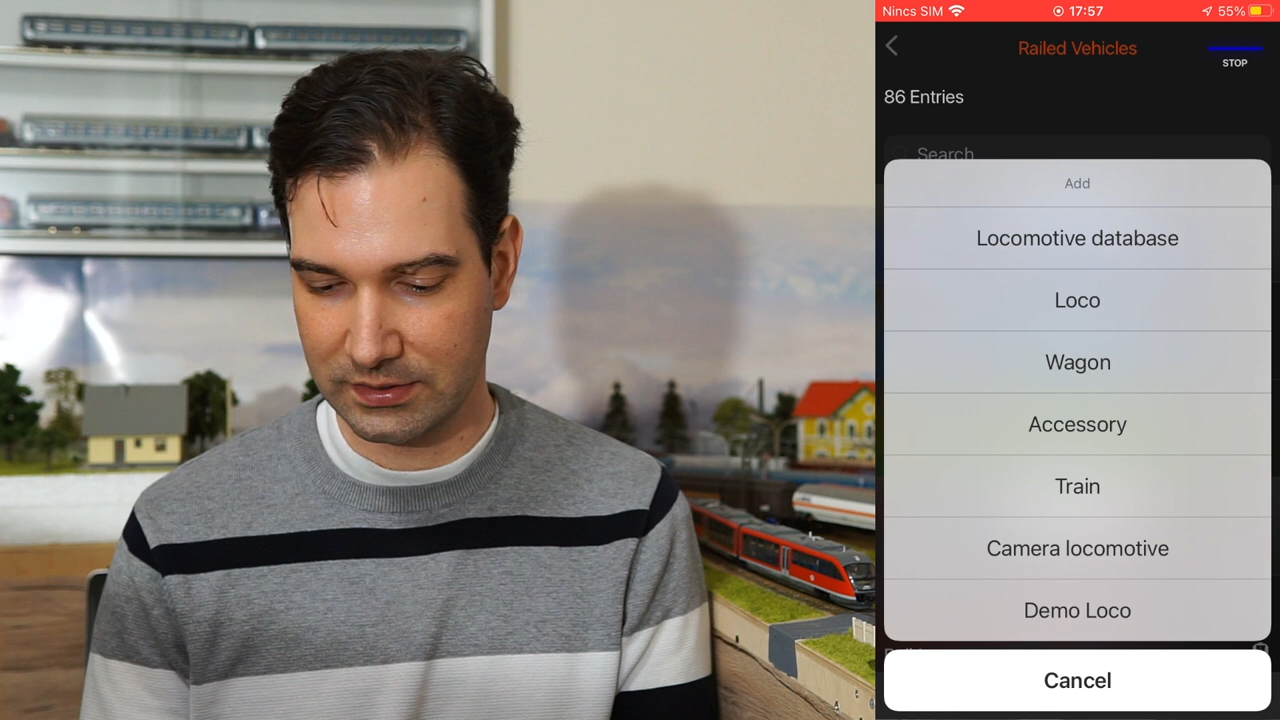 Nincs SIM 17:57 55%
Railed Vehicles
STOP
86 Entries
Search
Add
Locomotive database
Loco
Wagon
Accessory
Train
Camera locomotive
Demo Loco
Cancel